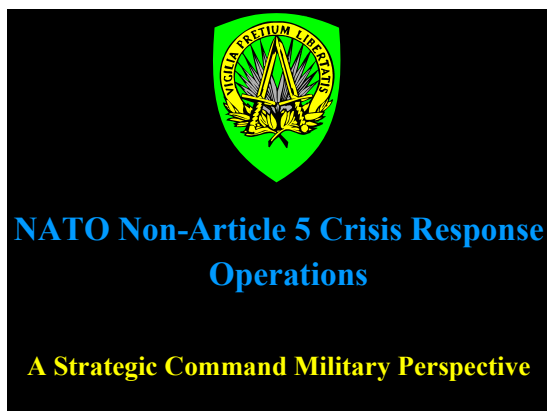 VIGILIA PRETIUM LIBERTATIS
NATO Non-Article 5 Crisis Response
Operations
A Strategic Command Military Perspective